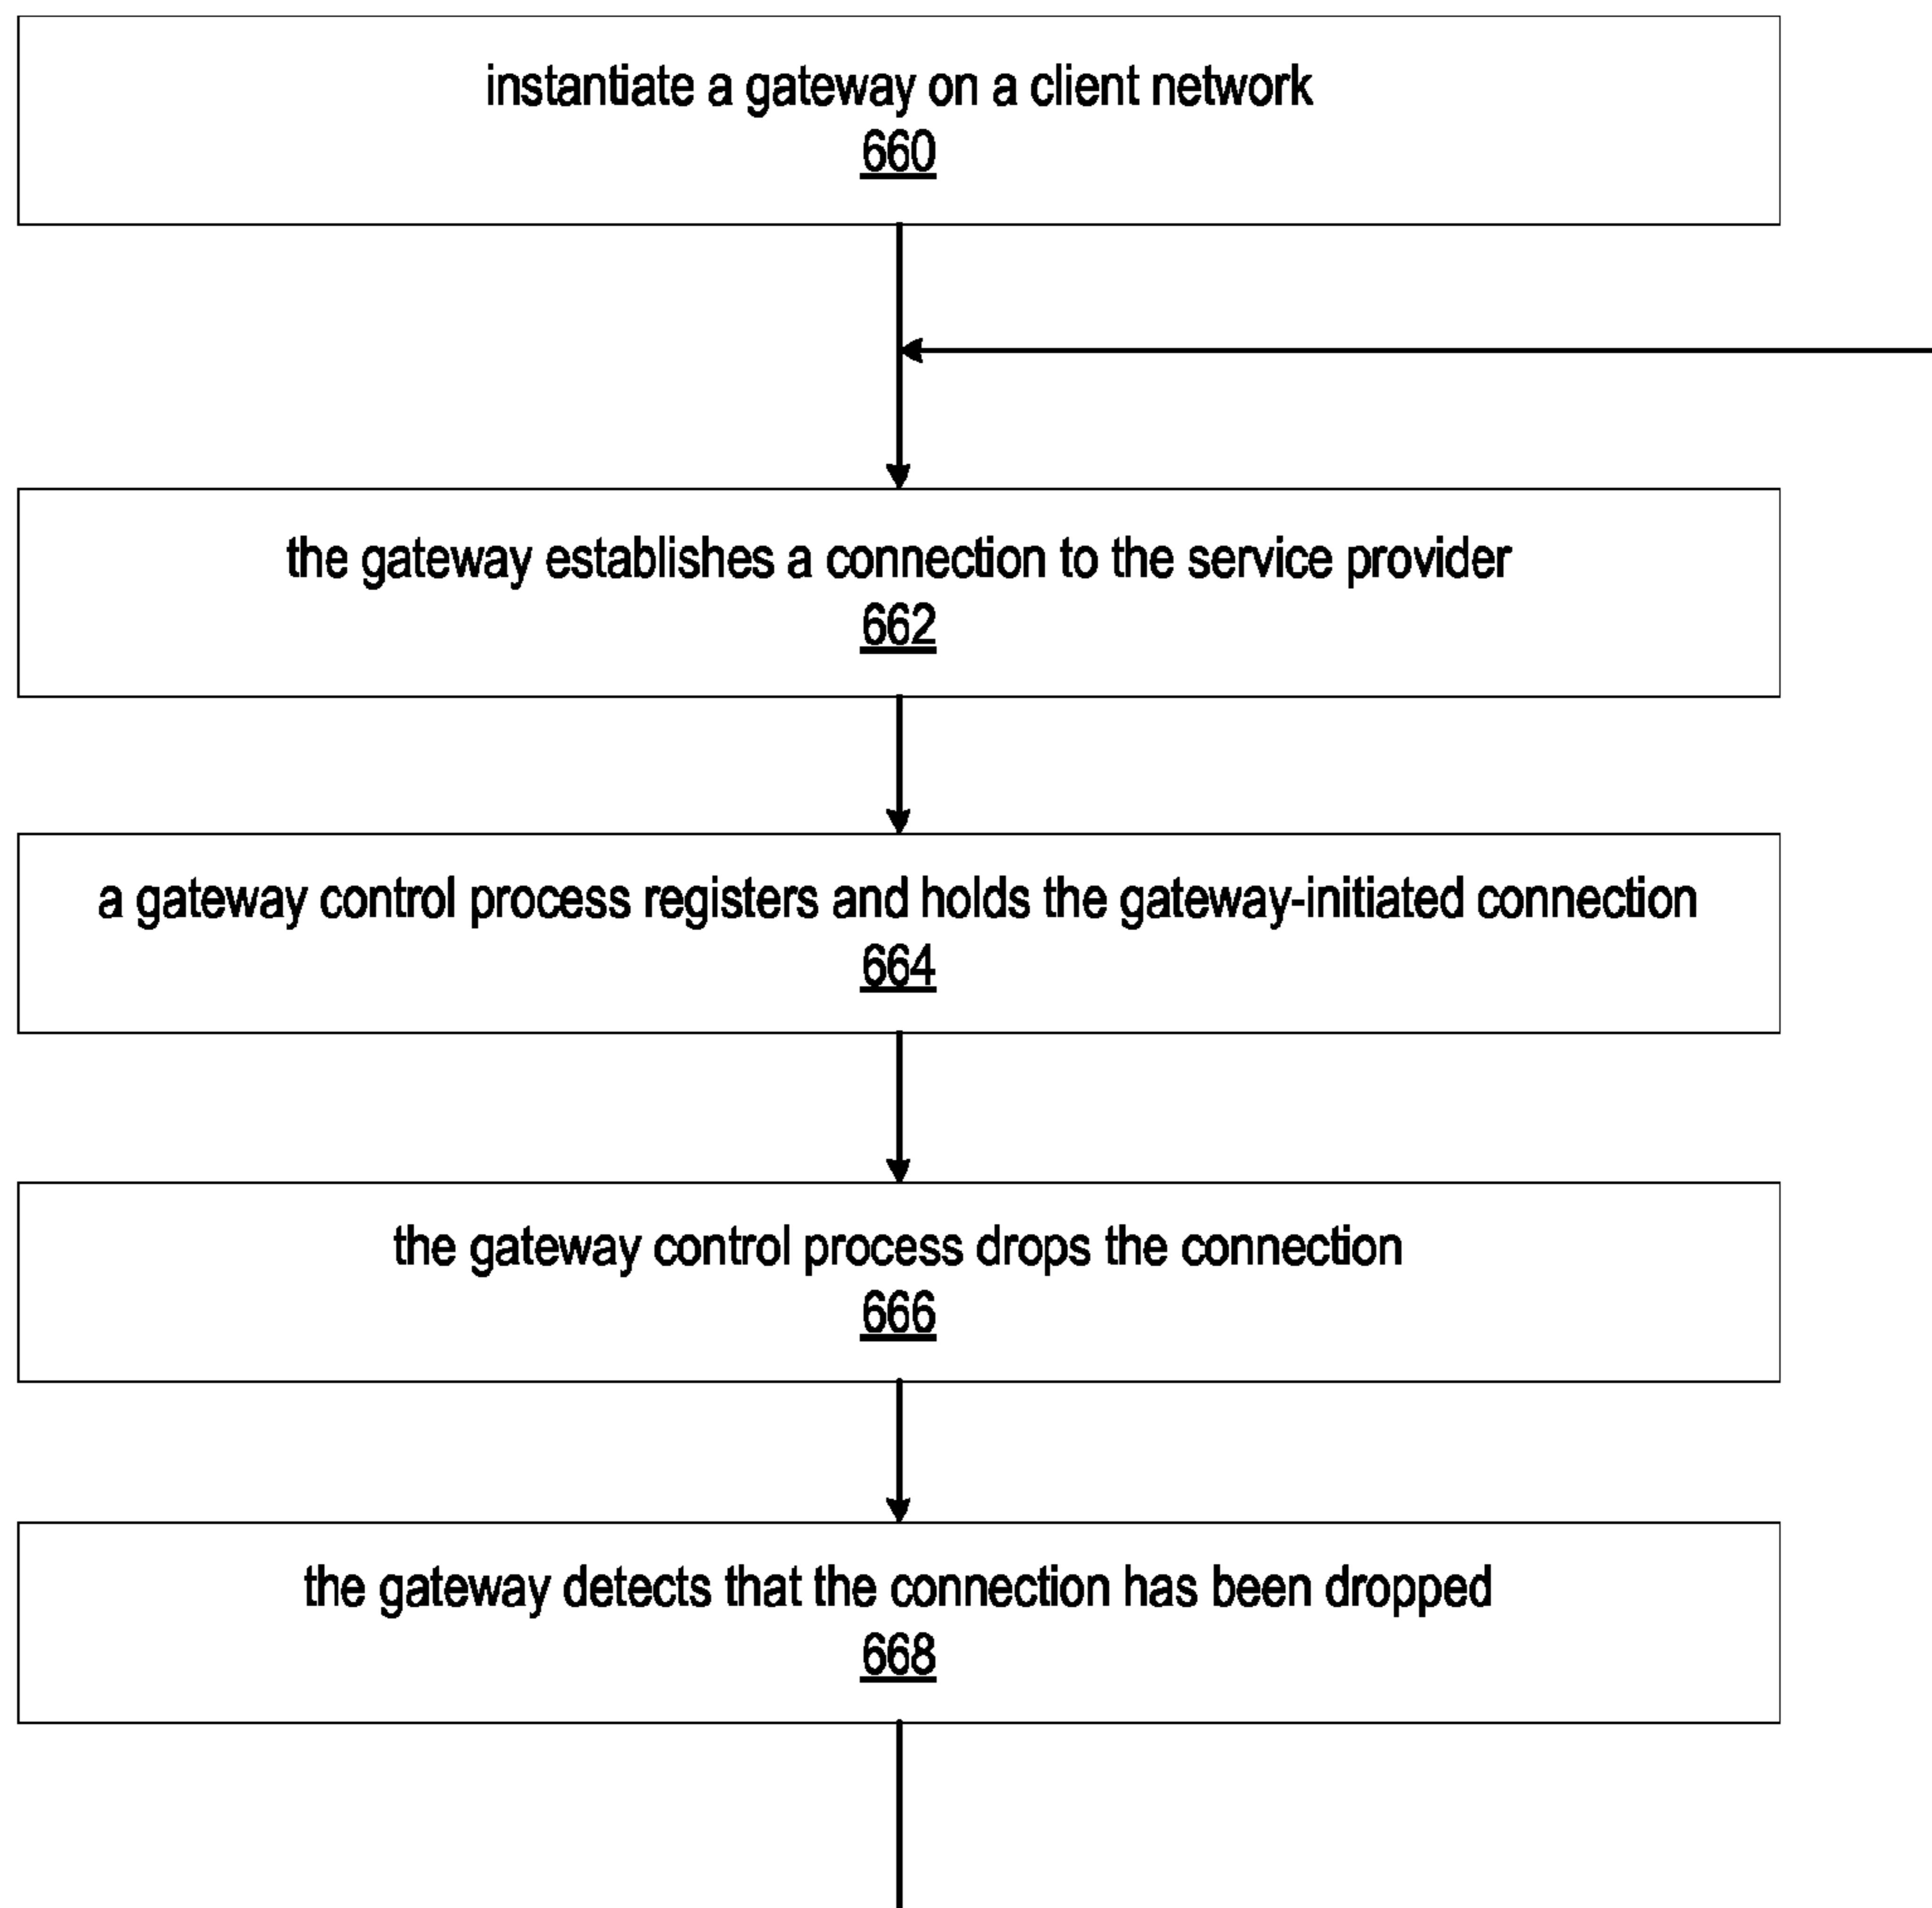 instantiate a gateway on a client network
660
the gateway establishes a connection to the service provider
662
a gateway control process registers and holds the gateway-initiated connection
664
the gateway control process drops the connection
666
the gateway detects that the connection has been dropped
668